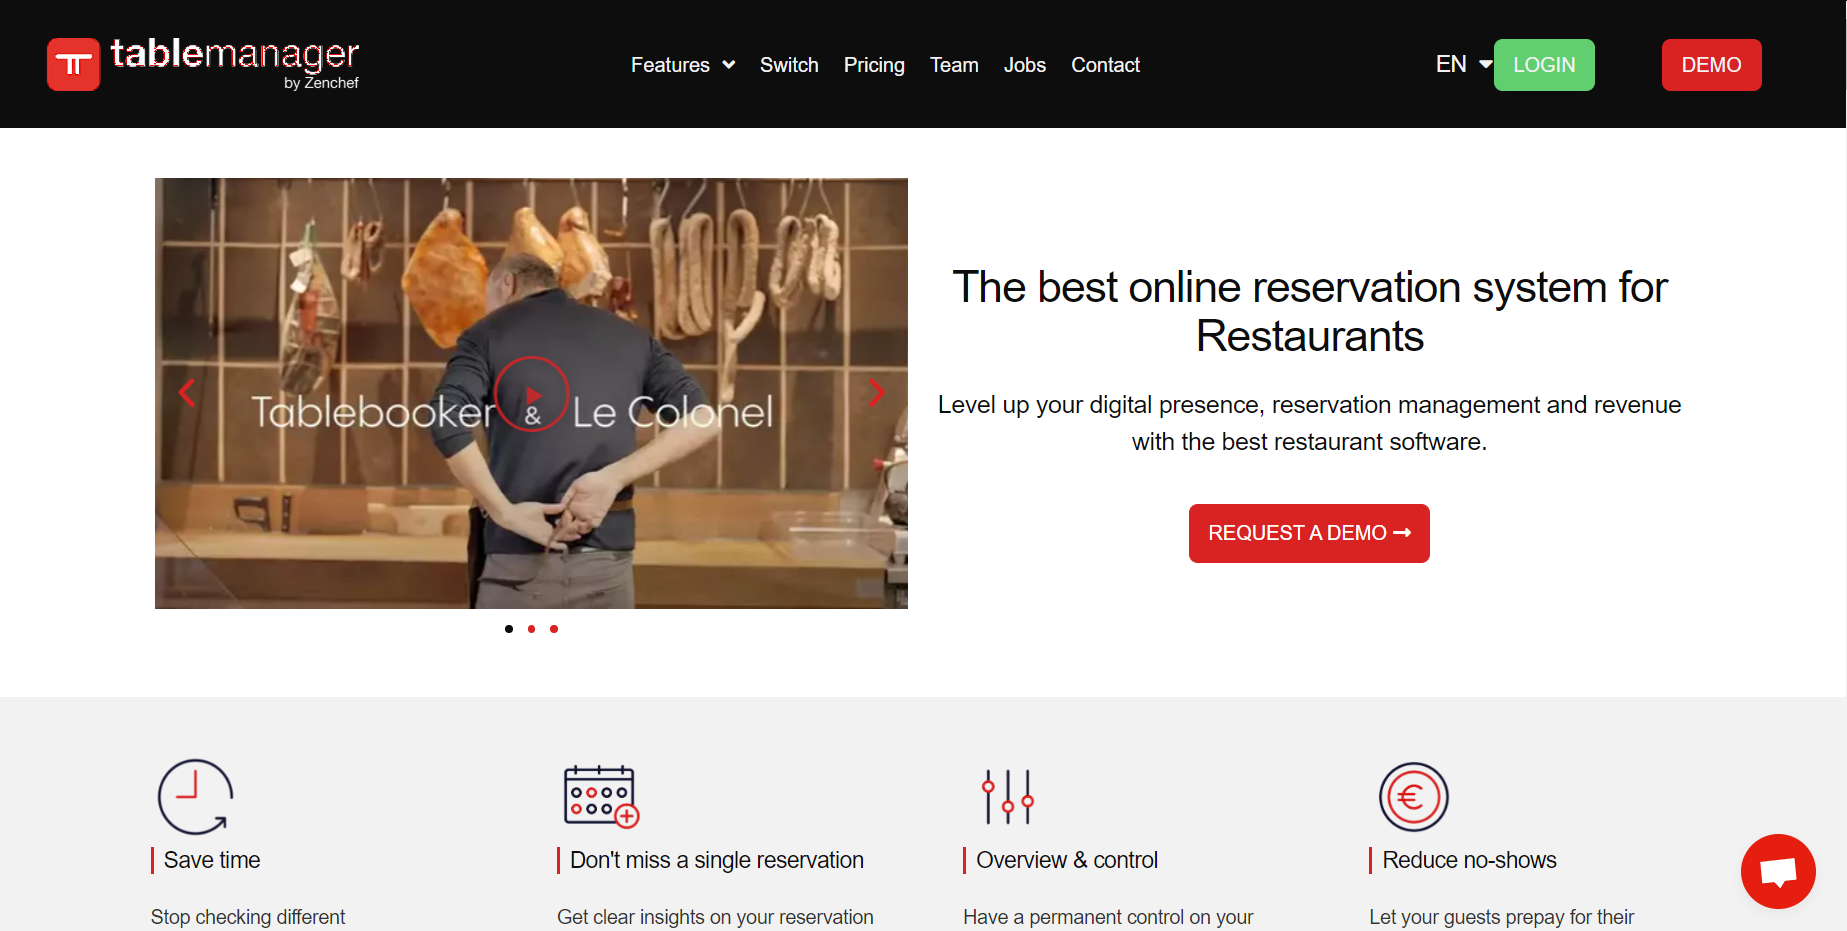 tablemanager
by Zenchef
Features
Switch
Pricing
Team
Jobs
Contact
EN
LOGIN
DEMO
Tablebooker & Le Colonel
The best online reservation system for
Restaurants
Level up your digital presence, reservation management and revenue
with the best restaurant software.
REQUEST A DEMO
Save time
Stop checking different
Don't miss a single reservation
Get clear insights on your reservation
Overview & control
Have a permanent control on your
Reduce no-shows
Let your guests prepay for their